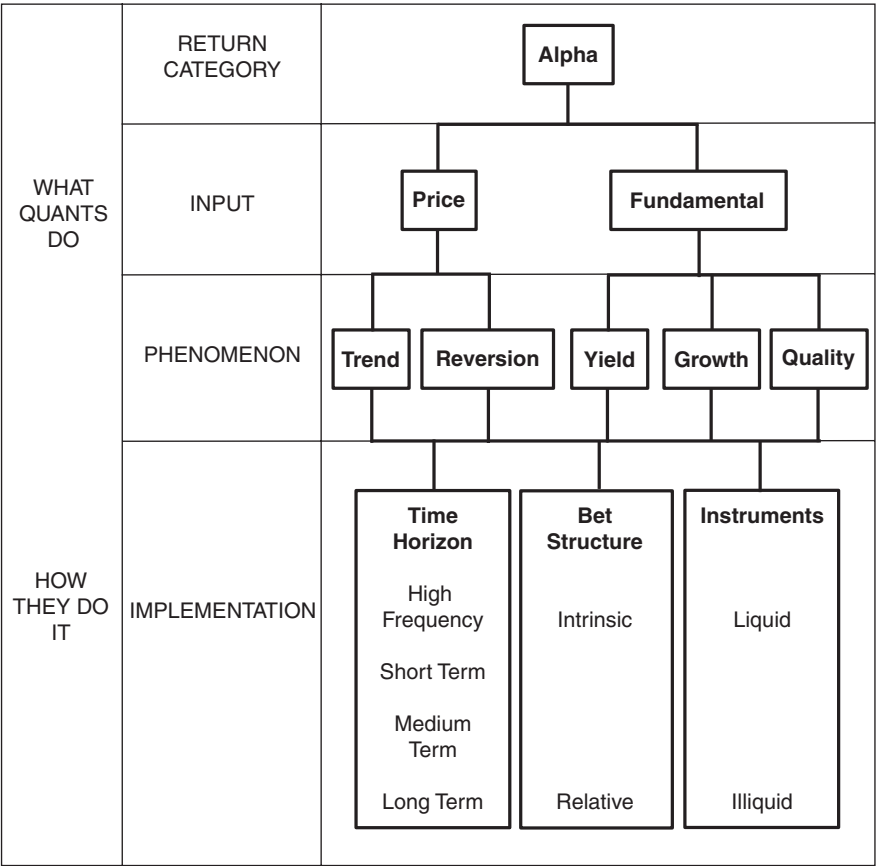 WHAT
QUANTS
DO
RETURN
CATEGORY
Alpha
INPUT
Price
Fundamental
PHENOMENON
Trend
Reversion
Yield
Growth
Quality
HOW
THEY DO
IT
IMPLEMENTATION
Time
Horizon
High
Frequency
Short Term
Medium
Term
Long Term
Bet
Structure
Intrinsic
Relative
Instruments
Liquid
Illiquid